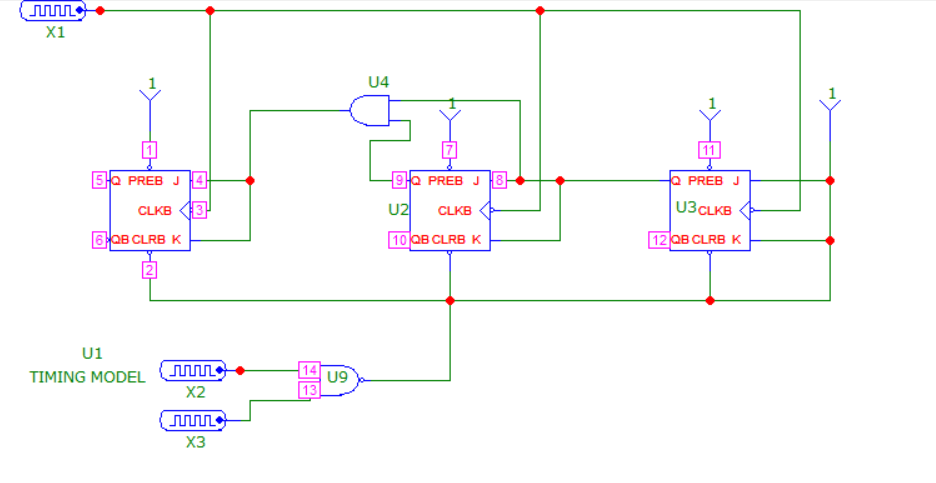 X1
U4
1
1
1
1
1
7
11
5 Q PREB J 4
9 Q PREB J 8
Q PREB J
CLKB 3
U2 CLKB
U3 CLKB
6 QB CLRB K
10 QB CLRB K
12 QB CLRB K
2
U1
TIMING MODEL
14
U9
13
X2
X3